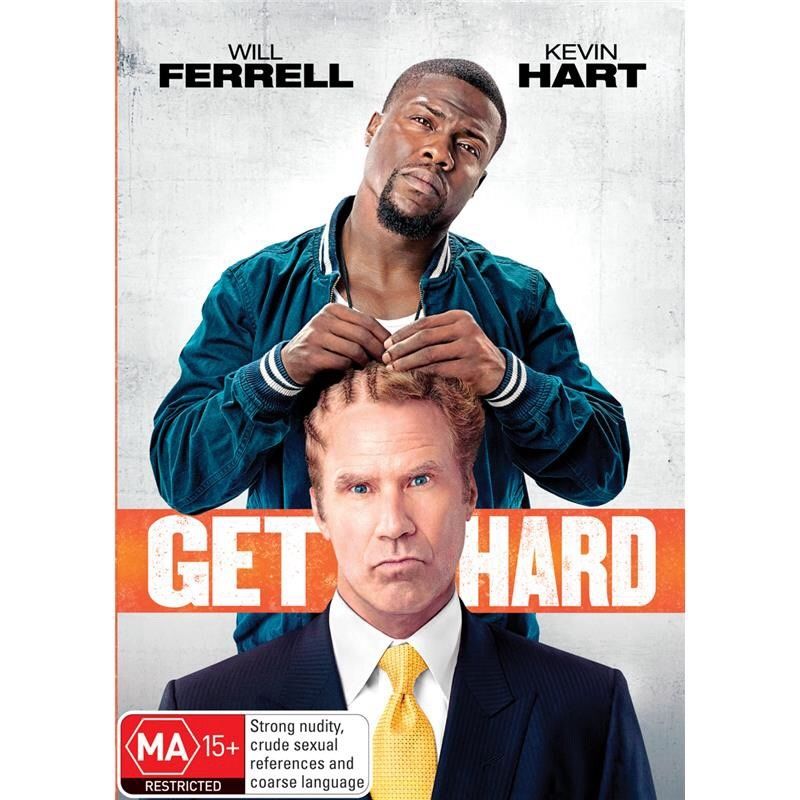 WILL
FERRELL
KEVIN
HART
GET HARD
MA 15+
RESTRICTED
Strong nudity,
crude sexual
references and
coarse language